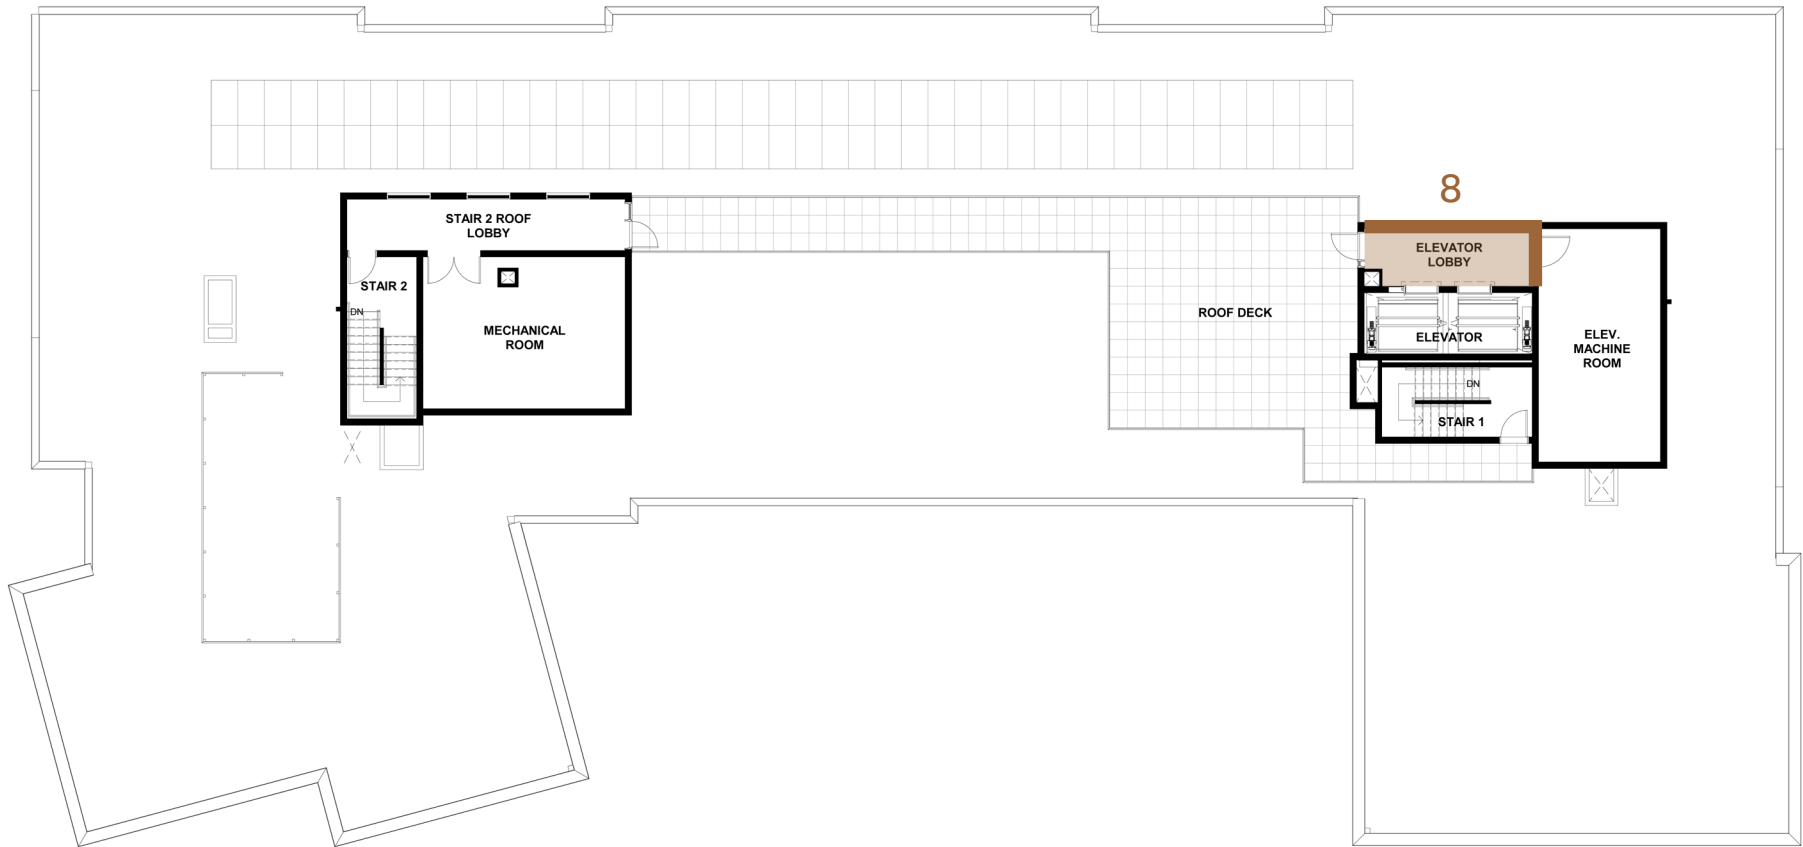 8
STAIR 2 ROOF
LOBBY
ELEVATOR
LOBBY
STAIR 2
DN
ROOF DECK
MECHANICAL
ROOM
ELEVATOR
ELEV.
MACHINE
ROOM
DN
STAIR 1